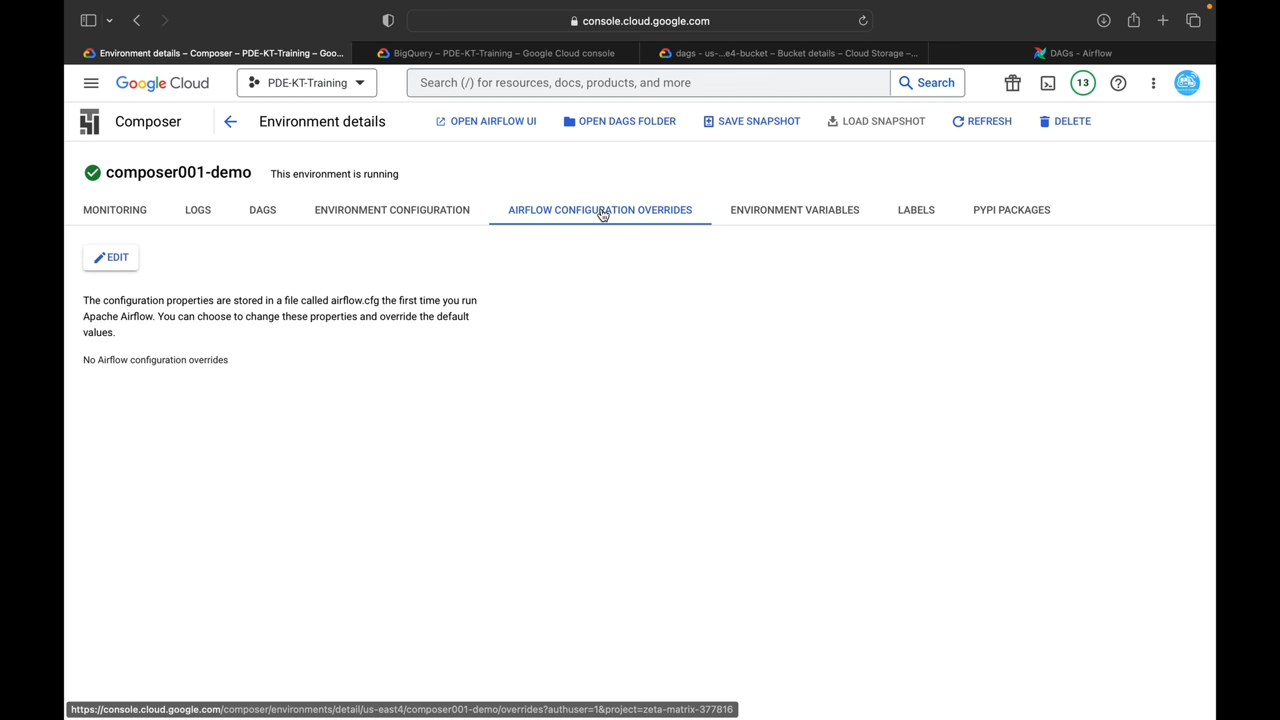 console.cloud.google.com
Environment details – Composer – PDE-KT-Training – Goo...
BigQuery – PDE-KT-Training – Google Cloud console
dags - us-...e4-bucket – Bucket details – Cloud Storage –...
DAGs - Airflow
Google Cloud
PDE-KT-Training
Search (/) for resources, docs, products, and more
Search
13
Composer
Environment details
OPEN AIRFLOW UI
OPEN DAGS FOLDER
SAVE SNAPSHOT
LOAD SNAPSHOT
REFRESH
DELETE
composer001-demo
This environment is running
MONITORING
LOGS
DAGS
ENVIRONMENT CONFIGURATION
AIRFLOW CONFIGURATION OVERRIDES
ENVIRONMENT VARIABLES
LABELS
PYPI PACKAGES
EDIT
The configuration properties are stored in a file called airflow.cfg the first time you run
Apache Airflow. You can choose to change these properties and override the default
values.
No Airflow configuration overrides
https://console.cloud.google.com/composer/environments/detail/us-east4/composer001-demo/overrides?authuser=1&project=zeta-matrix-377816